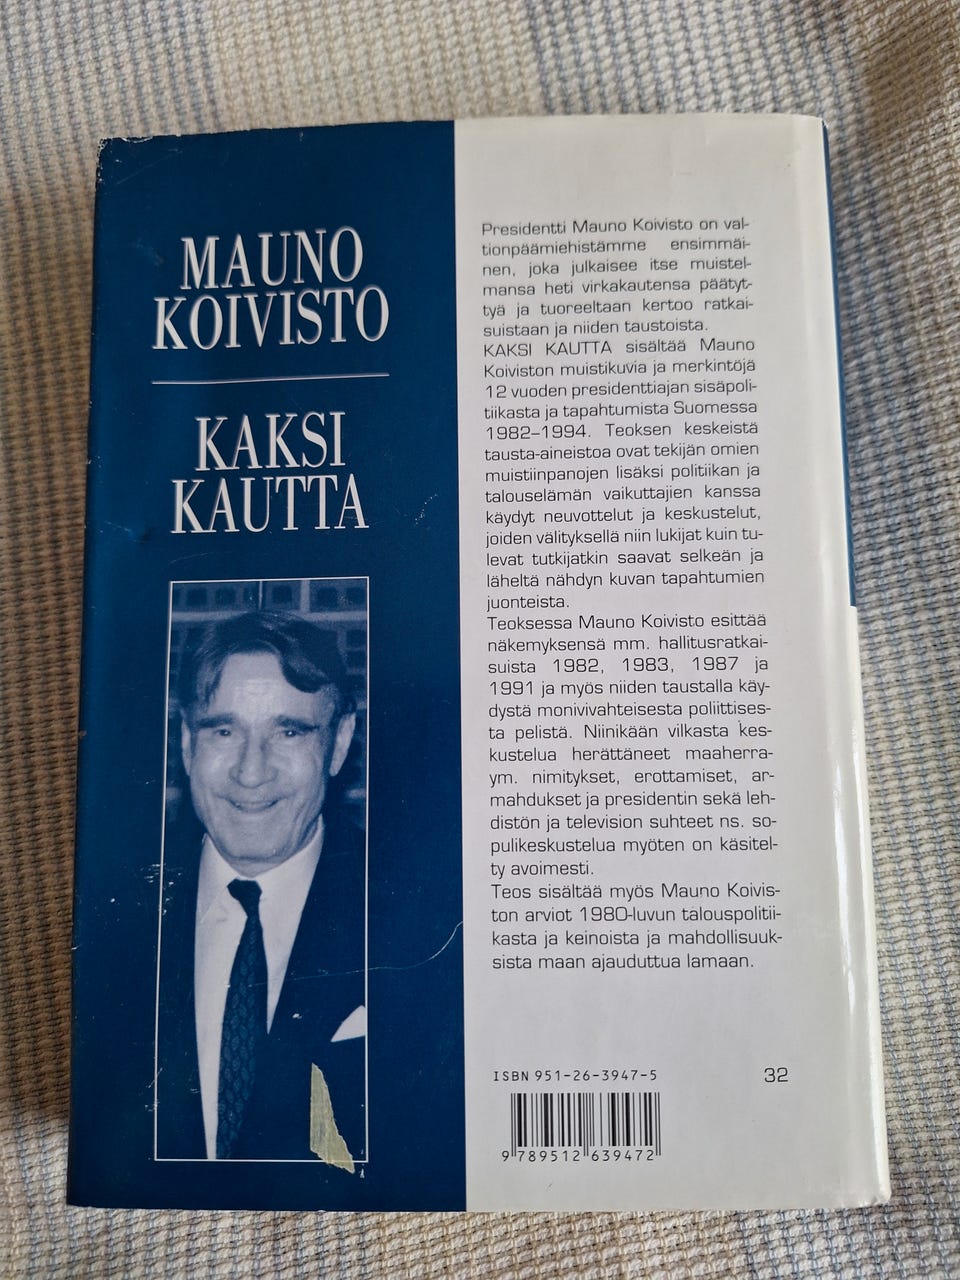 MAUNO
KOIVISTO
KAKSI
KAUTTA
Presidentti Mauno Koivisto on val-
tionpäämiehistämme ensimmäi-
nen, joka julkaisee itse muistel-
mansa heti virkakautensa päätyt-
tyä ja tuoreeltaan kertoo ratkai-
suistaan ja niiden taustoista.
KAKSI KAUTTA sisältää Mauno
Koiviston muistikuvia ja merkintöjä
12 vuoden presidenttiajan sisäpoli-
tiikasta ja tapahtumista Suomessa
1982–1994. Teoksen keskeistä
tausta-aineistoa ovat tekijän omien
muistiinpanojen lisäksi politiikan ja
talouselämän vaikuttajien kanssa
käydyt neuvottelut ja keskustelut,
joiden välityksellä niin lukijat kuin tu-
levat tutkijatkin saavat selkeän ja
läheltä nähdyn kuvan tapahtumien
juonteista.
Teoksessa Mauno Koivisto esittää
näkemyksensä mm. hallitusratkai-
suista 1982, 1983, 1987 ja
1991 ja myös niiden taustalla käy-
dystä monivivahteisesta poliittises-
ta pelistä. Niinikään vilkasta kes-
kustelua herättäneet maaherra-
ym. nimitykset, erottamiset, ar-
mahdukset ja presidentin sekä leh-
distön ja television suhteet ns. so-
pulikeskustelua myöten on käsitel-
ty avoimesti.
Teos sisältää myös Mauno Koivis-
ton arviot 1980-luvun talouspolitii-
kasta ja keinoista ja mahdollisuuk-
sista maan ajauduttua lamaan.
ISBN 951-26-3947-5
32
9 789512 639472